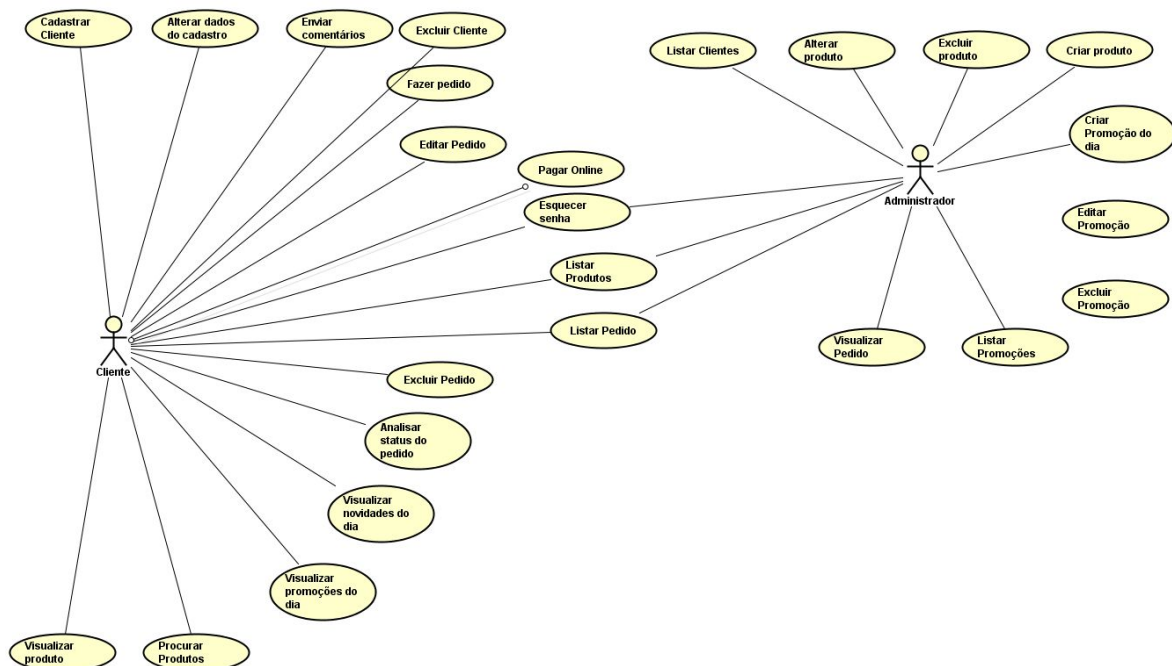 Cadastrar
Cliente
Alterar dados
do cadastro
Enviar
comentários
Excluir Cliente
Fazer pedido
Editar Pedido
Pagar Online
Esquecer
senha
Listar
Produtos
Listar Pedido
Cliente
Excluir Pedido
Analisar
status do
pedido
Visualizar
novidades do
dia
Visualizar
promoções do
dia
Visualizar
produto
Procurar
Produtos
Listar Clientes
Alterar
produto
Excluir
produto
Criar produto
Criar
Promoção do
dia
Administrador
Editar
Promoção
Excluir
Promoção
Visualizar
Pedido
Listar
Promoções